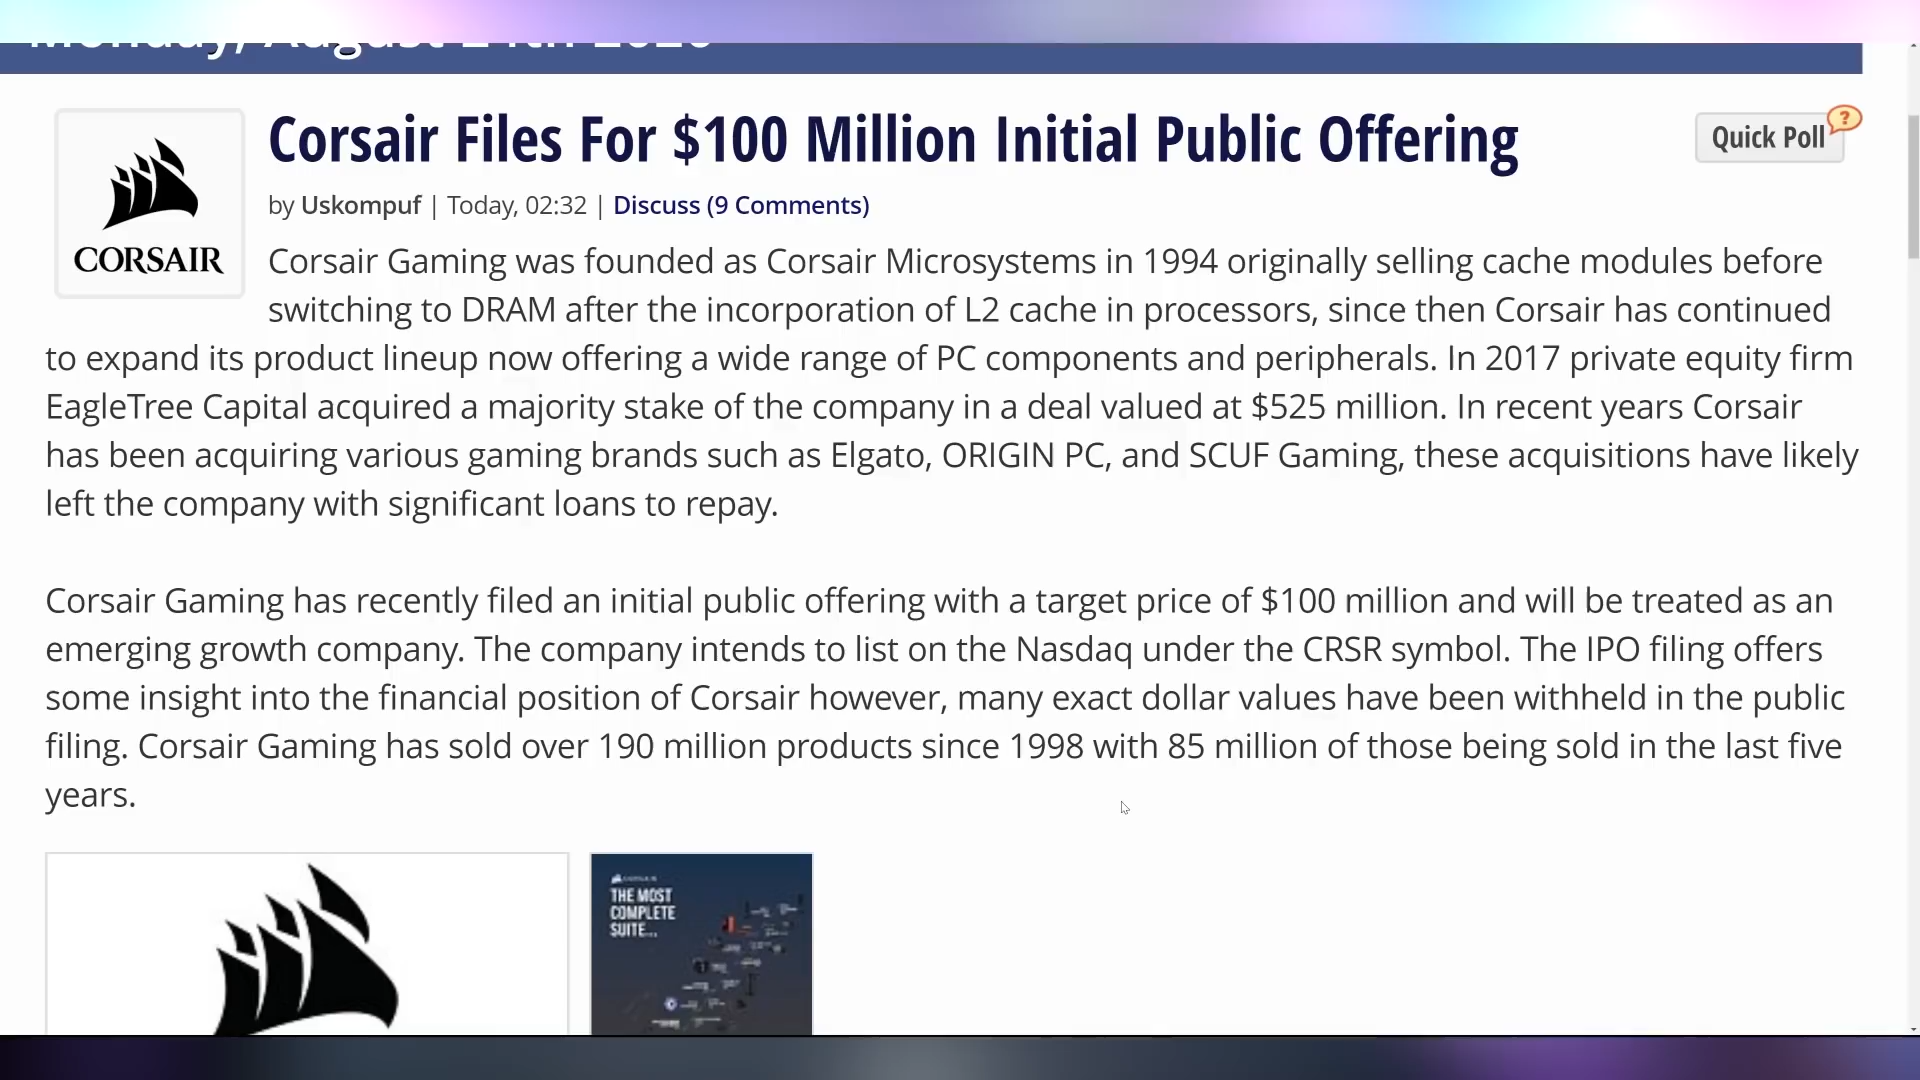 Monday, August 24th 2020
Corsair Files For $100 Million Initial Public Offering
Quick Poll
?
by Uskompuf | Today, 02:32 | Discuss (9 Comments)
CORSAIR
Corsair Gaming was founded as Corsair Microsystems in 1994 originally selling cache modules before
switching to DRAM after the incorporation of L2 cache in processors, since then Corsair has continued
to expand its product lineup now offering a wide range of PC components and peripherals. In 2017 private equity firm
EagleTree Capital acquired a majority stake of the company in a deal valued at $525 million. In recent years Corsair
has been acquiring various gaming brands such as Elgato, ORIGIN PC, and SCUF Gaming, these acquisitions have likely
left the company with significant loans to repay.
Corsair Gaming has recently filed an initial public offering with a target price of $100 million and will be treated as an
emerging growth company. The company intends to list on the Nasdaq under the CRSR symbol. The IPO filing offers
some insight into the financial position of Corsair however, many exact dollar values have been withheld in the public
filing. Corsair Gaming has sold over 190 million products since 1998 with 85 million of those being sold in the last five
years.
THE MOST
COMPLETE
SUITE...